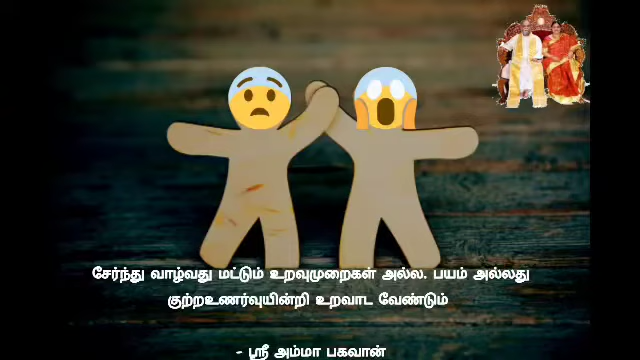 சேர்ந்து வாழ்வது மட்டும் உறவுமுறைகள் அல்ல. பயம் அல்லது
குற்றஉணர்வுயின்றி உறவாட வேண்டும்
- ஸ்ரீ அம்மா பகவான்